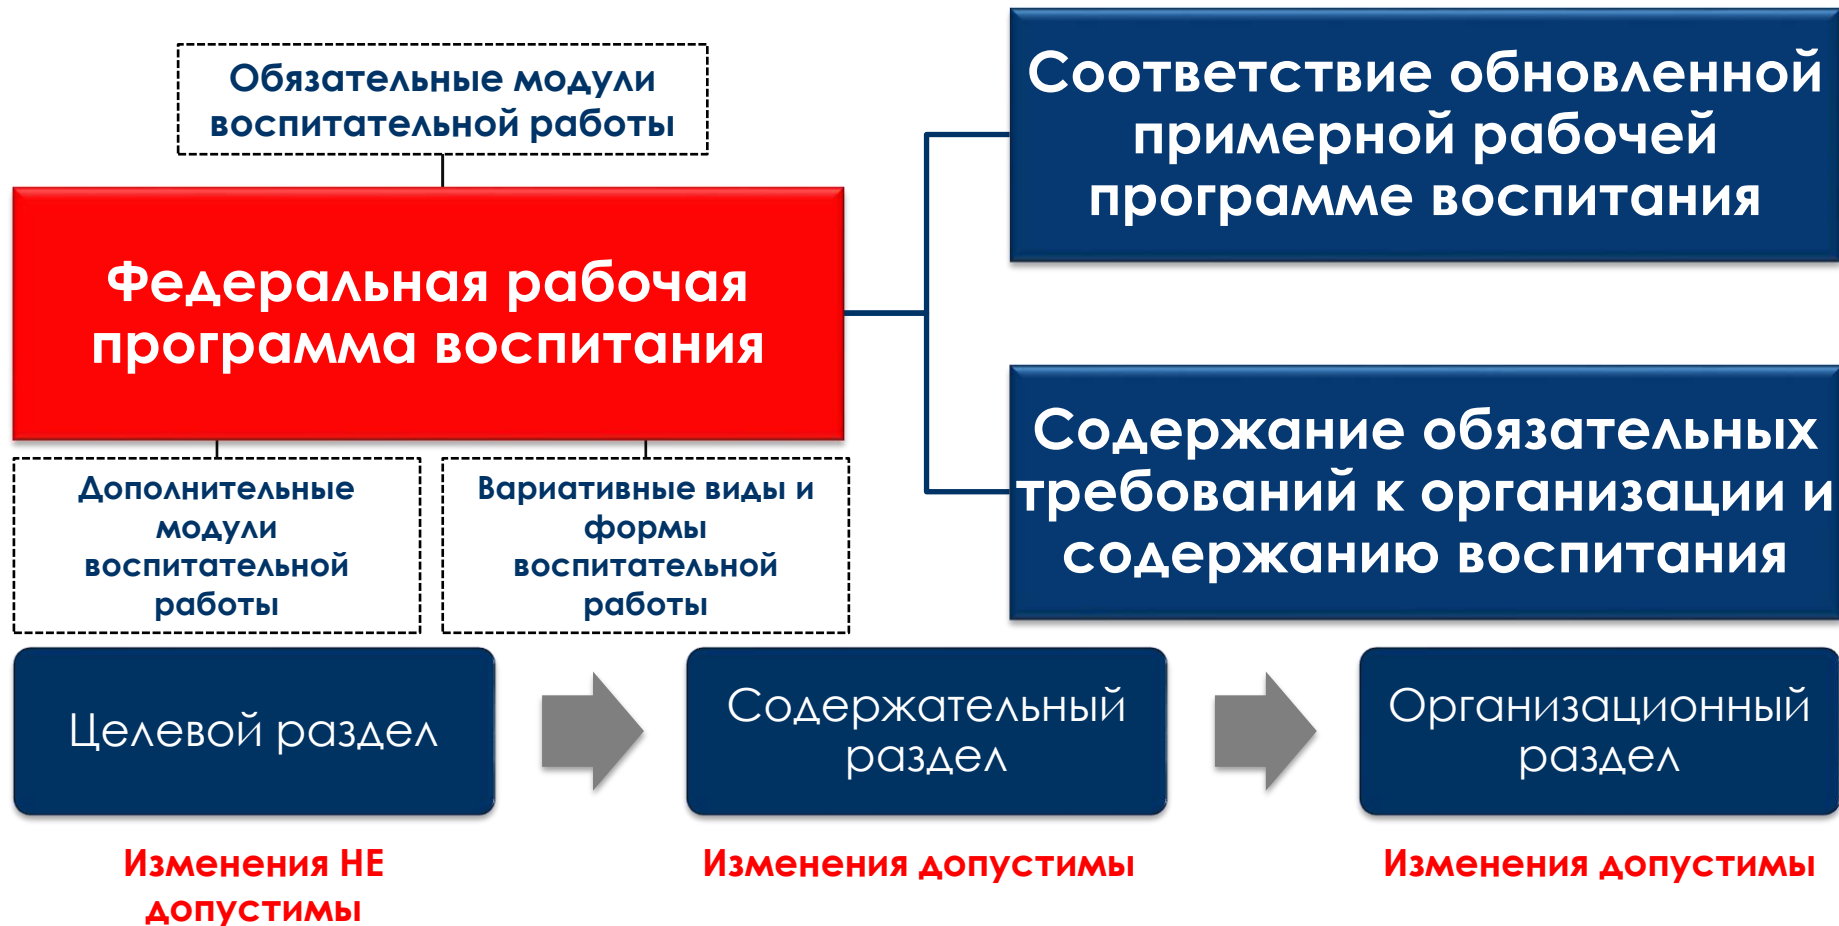 Обязательные модули
воспитательной работы
Федеральная рабочая
программа воспитания
Дополнительные
модули
воспитательной
работы
Вариативные виды и
формы
воспитательной
работы
Соответствие обновленной
примерной рабочей
программе воспитания
Содержание обязательных
требований к организации и
содержанию воспитания
Целевой раздел
Содержательный
раздел
Организационный
раздел
Изменения НЕ
допустимы
Изменения допустимы
Изменения допустимы